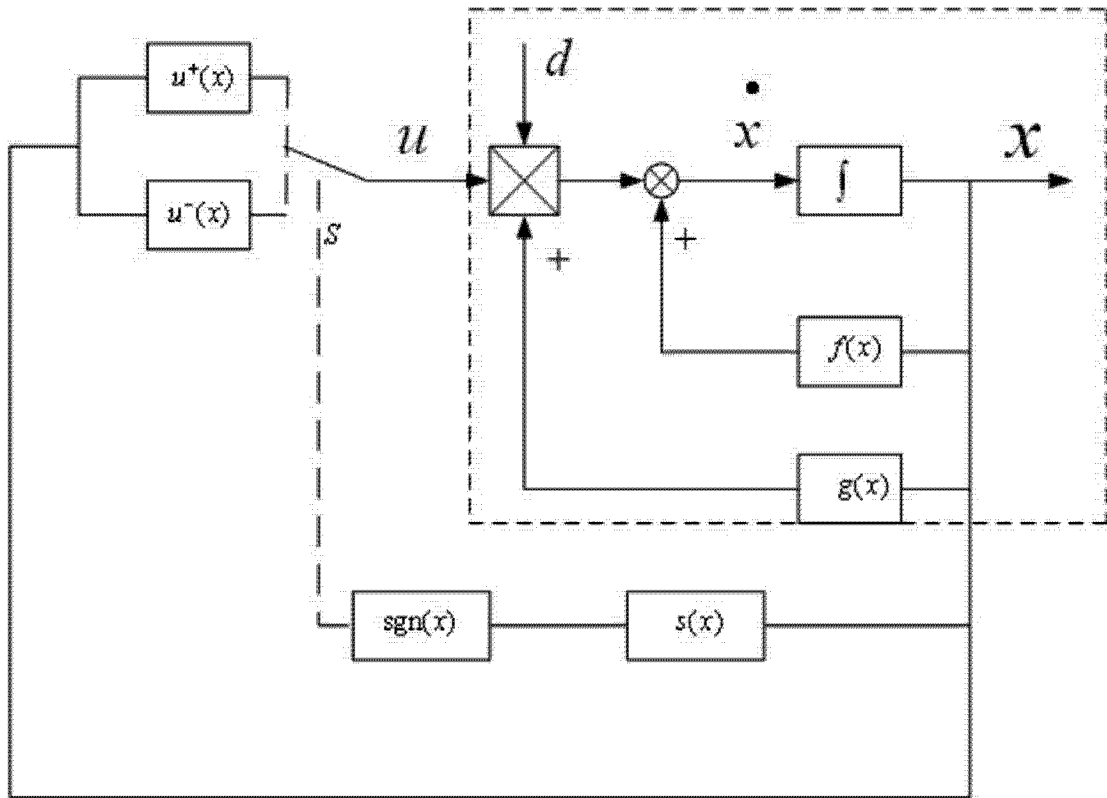 d
u⁺(x)
u
ẋ
∫
x
u⁻(x)
s
+
+
f(x)
g(x)
sgn(x)
s(x)